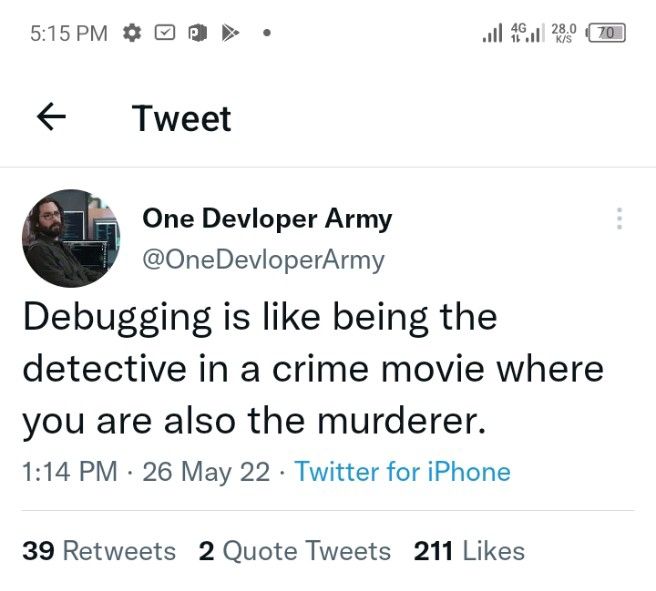 5:15 PM
4G 28.0 K/S 70
Tweet
One Devloper Army
@OneDevloperArmy
Debugging is like being the
detective in a crime movie where
you are also the murderer.
1:14 PM · 26 May 22 · Twitter for iPhone
39 Retweets 2 Quote Tweets 211 Likes